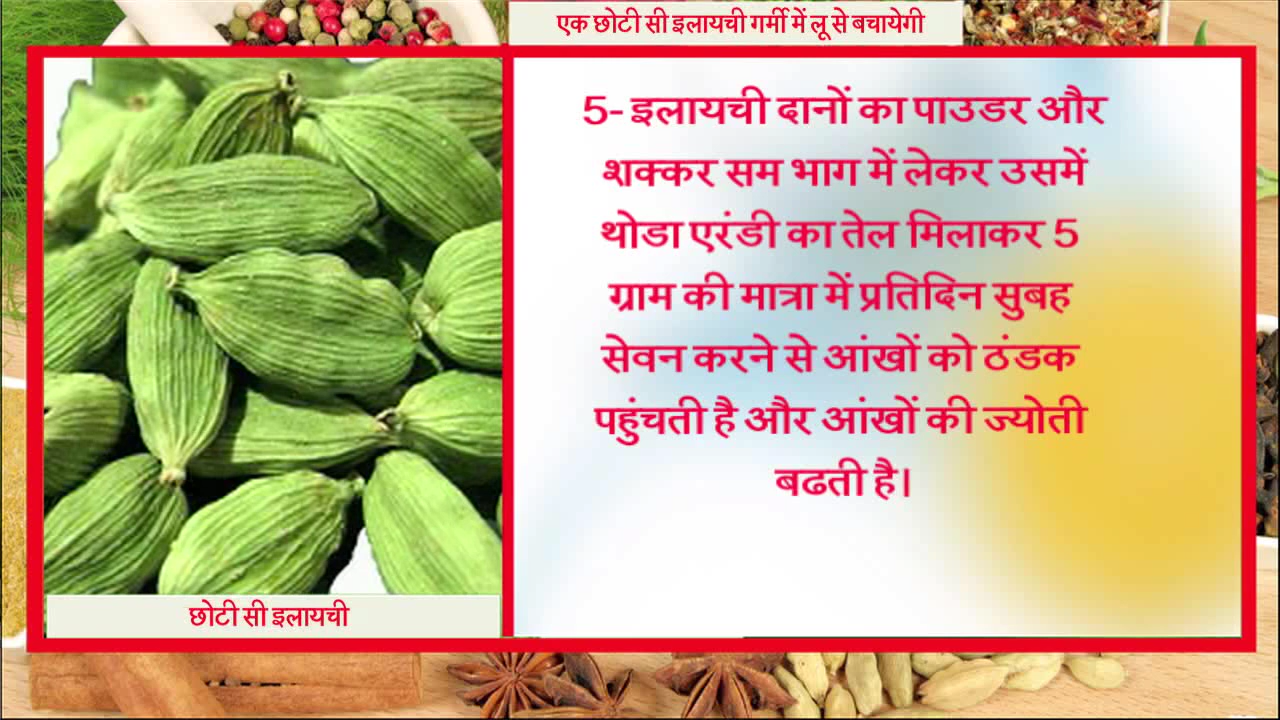 एक छोटी सी इलायची गर्मी में लू से बचायेगी
5- इलायची दानों का पाउडर और
शक्कर सम भाग में लेकर उसमें
थोडा एरंडी का तेल मिलाकर 5
ग्राम की मात्रा में प्रतिदिन सुबह
सेवन करने से आंखों को ठंडक
पहुंचती है और आंखों की ज्योती
बढती है।
छोटी सी इलायची